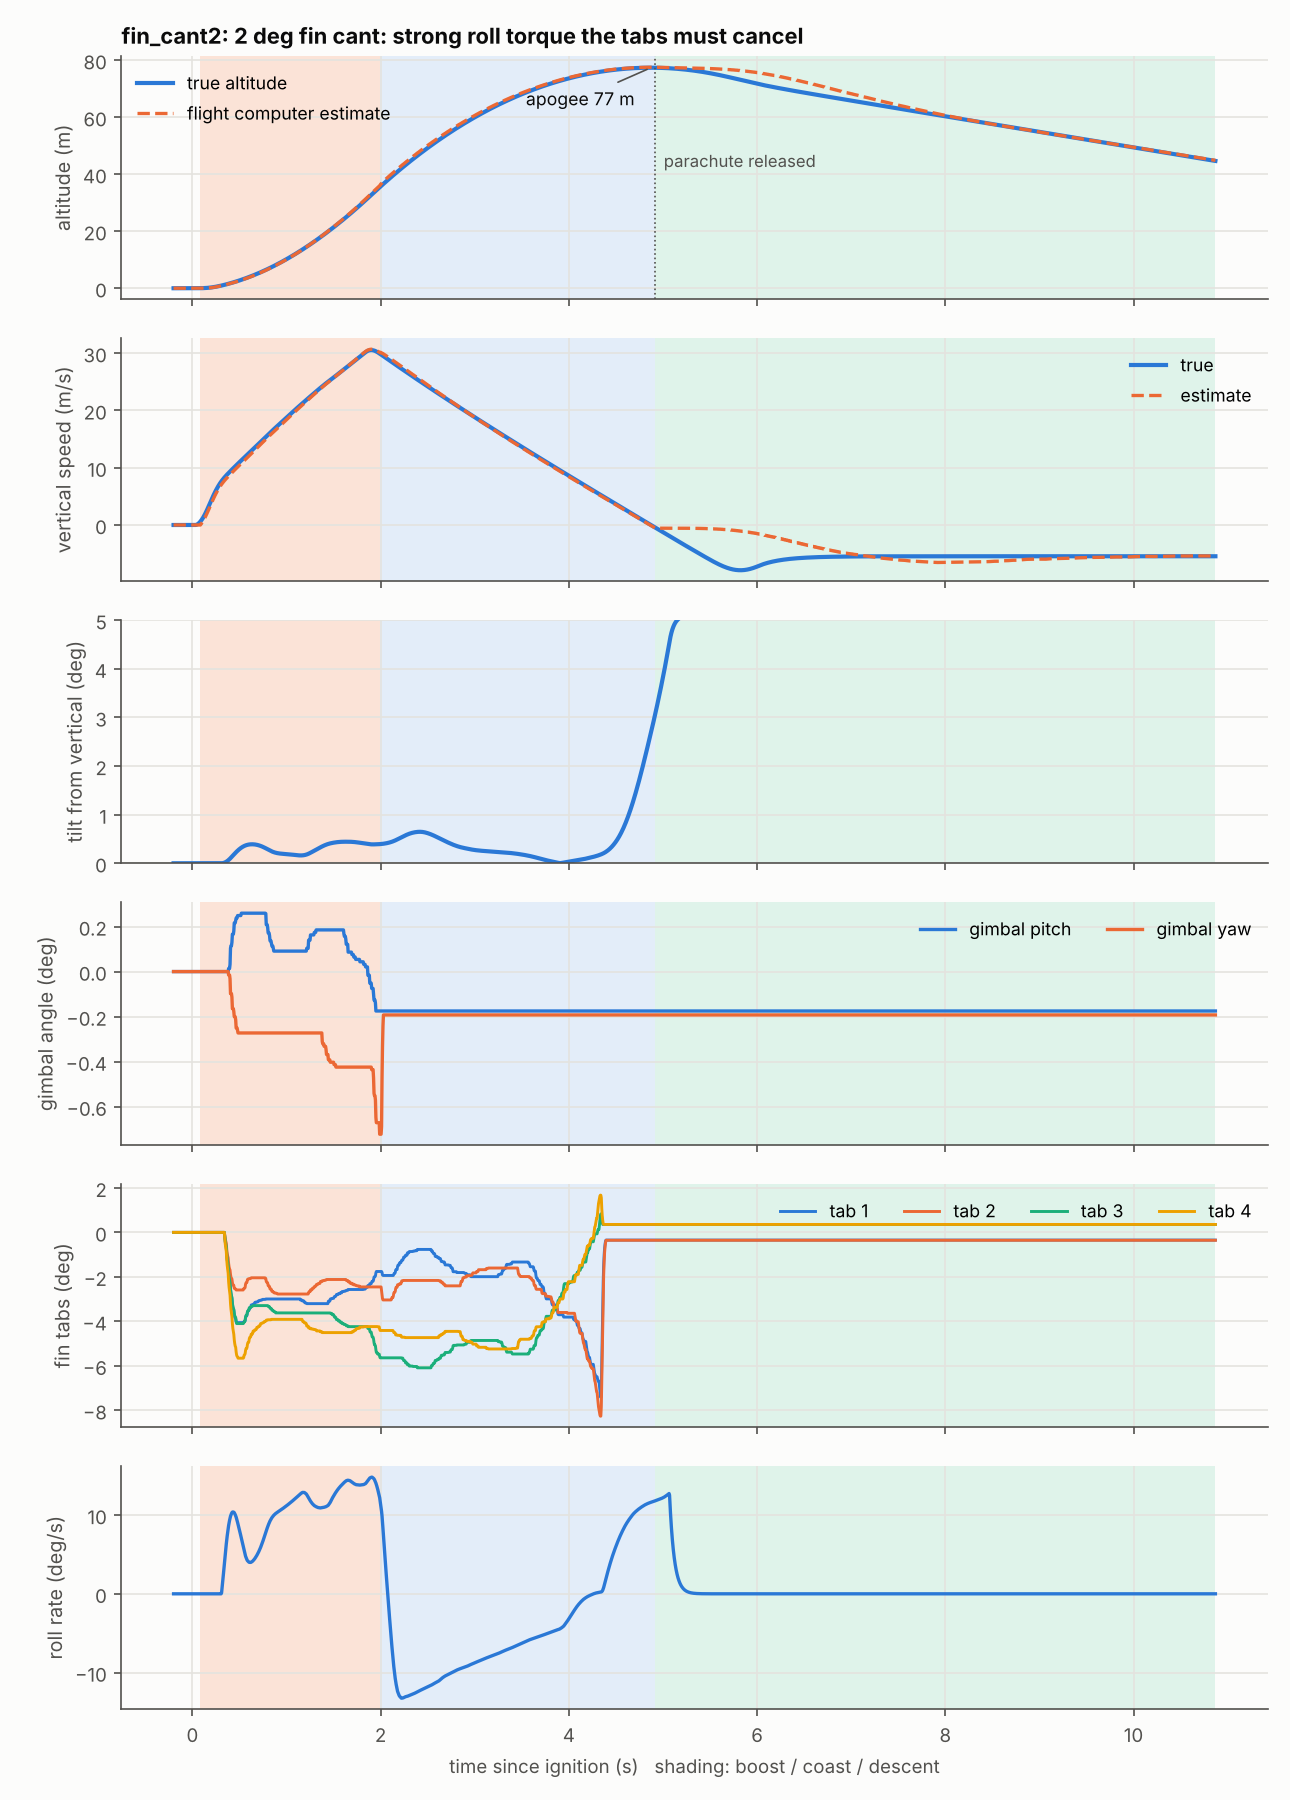 fin_cant2: 2 deg fin cant: strong roll torque the tabs must cancel
80
60
40
20
0
altitude (m)
true altitude
flight computer estimate
apogee 77 m
parachute released
30
20
10
0
vertical speed (m/s)
true
estimate
5
4
3
2
1
0
tilt from vertical (deg)
0.2
0.0
−0.2
−0.4
−0.6
gimbal angle (deg)
gimbal pitch
gimbal yaw
2
0
−2
−4
−6
−8
fin tabs (deg)
tab 1
tab 2
tab 3
tab 4
10
0
−10
roll rate (deg/s)
0 2 4 6 8 10
time since ignition (s) shading: boost / coast / descent